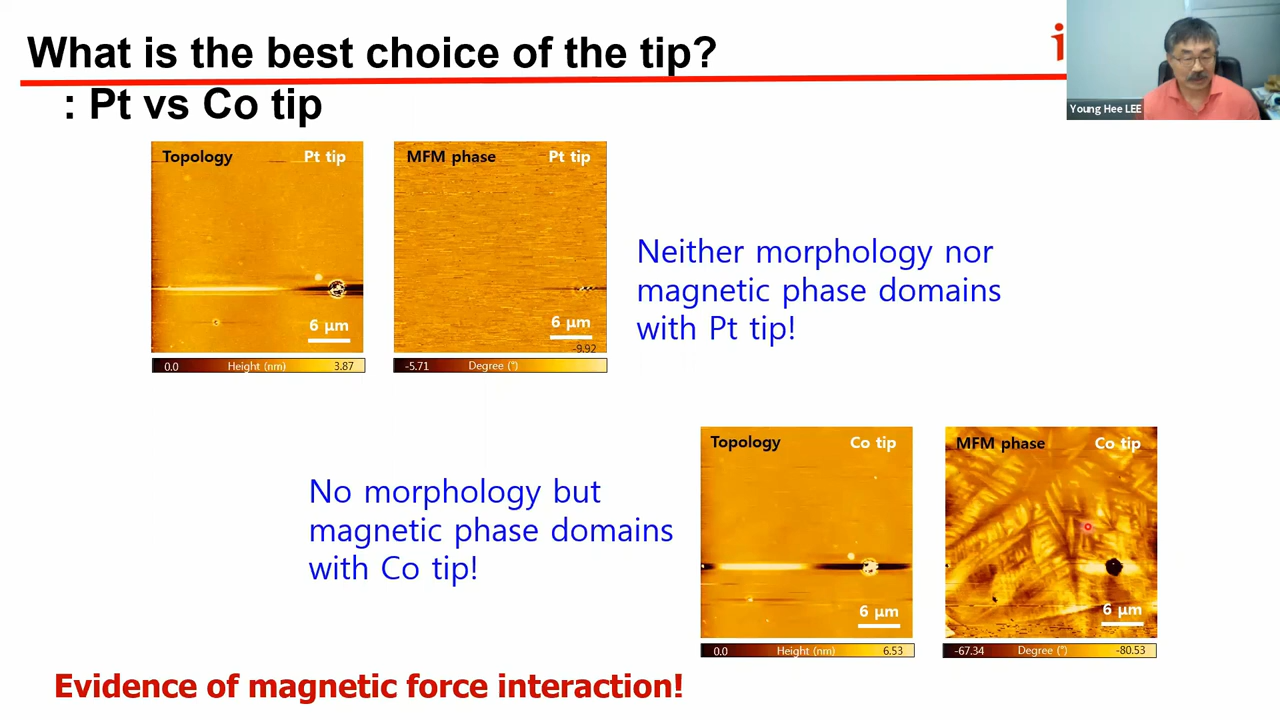 What is the best choice of the tip?
: Pt vs Co tip
Young Hee LEE
Topology Pt tip
6 μm
0.0 Height (nm) 3.87
MFM phase Pt tip
6 μm
-9.92
-5.71 Degree (°)
Neither morphology nor
magnetic phase domains
with Pt tip!
No morphology but
magnetic phase domains
with Co tip!
Topology Co tip
6 μm
0.0 Height (nm) 6.53
MFM phase Co tip
6 μm
-67.34 Degree (°) -80.53
Evidence of magnetic force interaction!